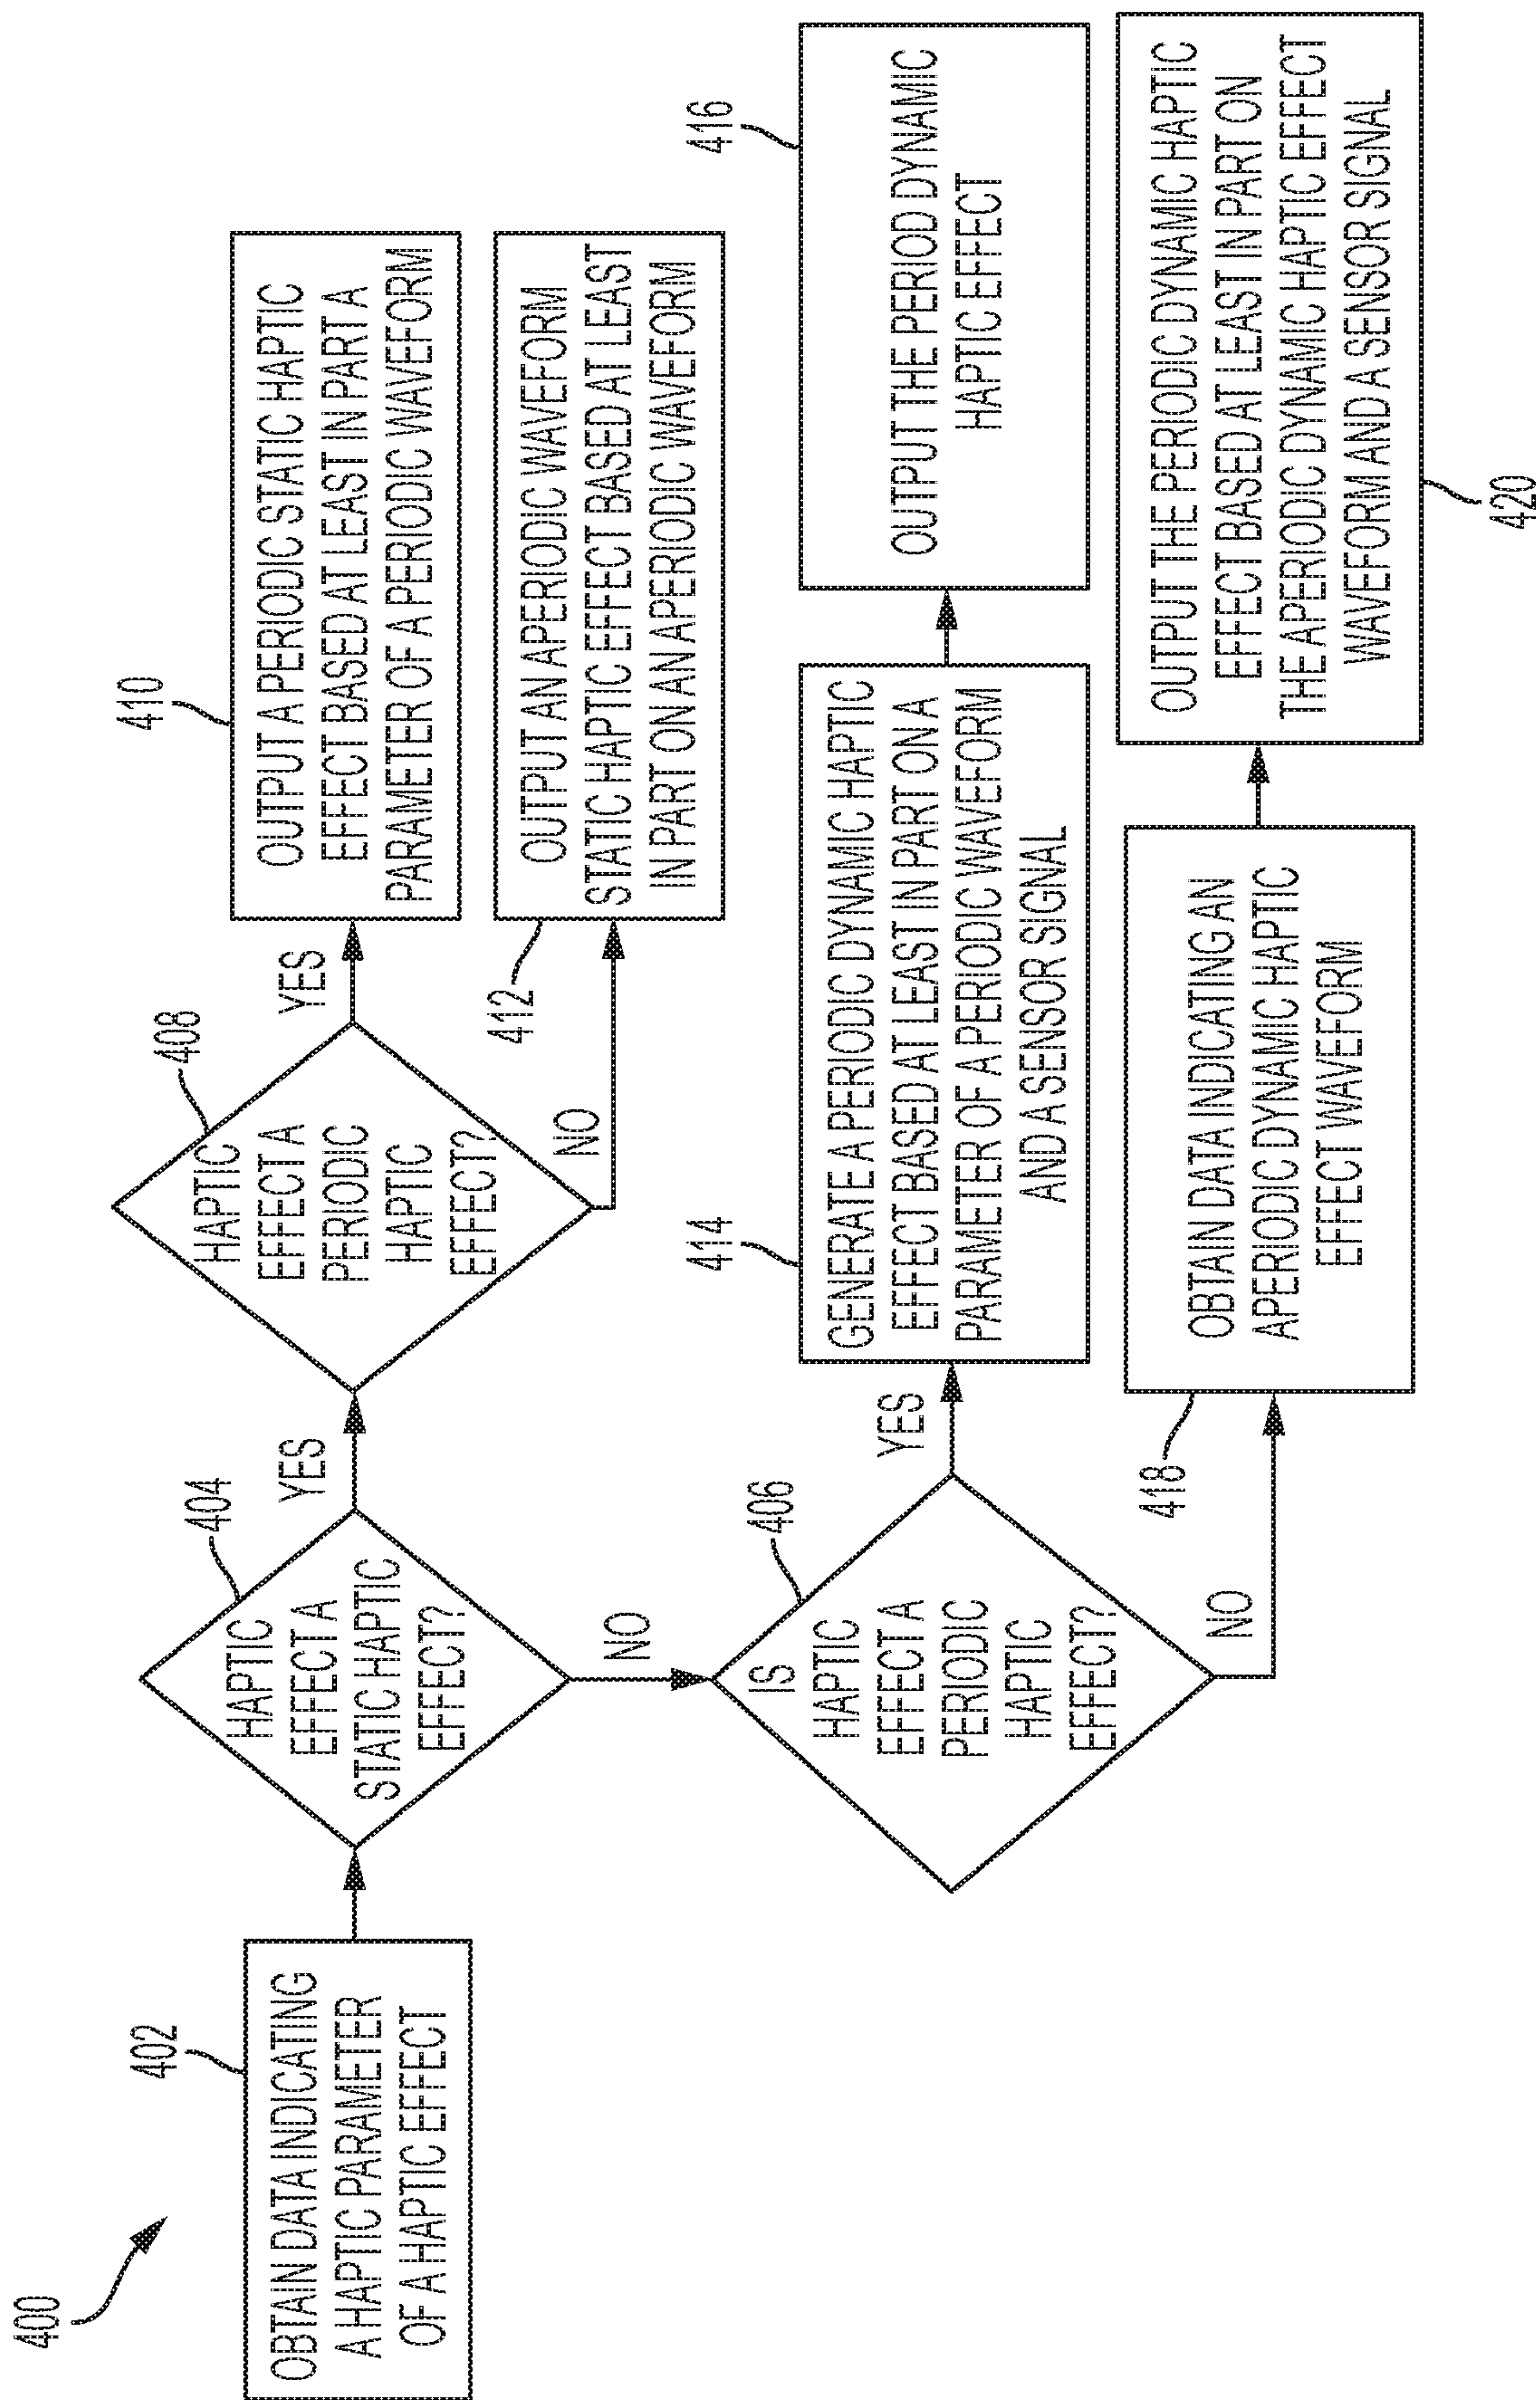 400
402
OBTAIN DATA INDICATING
A HAPTIC PARAMETER
OF A HAPTIC EFFECT
404
HAPTIC
EFFECT A
STATIC HAPTIC
EFFECT?
YES
NO
408
HAPTIC
EFFECT A
PERIODIC
HAPTIC
EFFECT?
YES
NO
410
OUTPUT A PERIODIC STATIC HAPTIC
EFFECT BASED AT LEAST IN PART A
PARAMETER OF A PERIODIC WAVEFORM
412
OUTPUT AN APERIODIC WAVEFORM
STATIC HAPTIC EFFECT BASED AT LEAST
IN PART ON AN APERIODIC WAVEFORM
406
IS
HAPTIC
EFFECT A
PERIODIC
HAPTIC
EFFECT?
YES
NO
414
GENERATE A PERIODIC DYNAMIC HAPTIC
EFFECT BASED AT LEAST IN PART ON A
PARAMETER OF A PERIODIC WAVEFORM
AND A SENSOR SIGNAL
416
OUTPUT THE PERIOD DYNAMIC
HAPTIC EFFECT
418
OBTAIN DATA INDICATING AN
APERIODIC DYNAMIC HAPTIC
EFFECT WAVEFORM
OUTPUT THE PERIODIC DYNAMIC HAPTIC
EFFECT BASED AT LEAST IN PART ON
THE APERIODIC DYNAMIC HAPTIC EFFECT
WAVEFORM AND A SENSOR SIGNAL
420